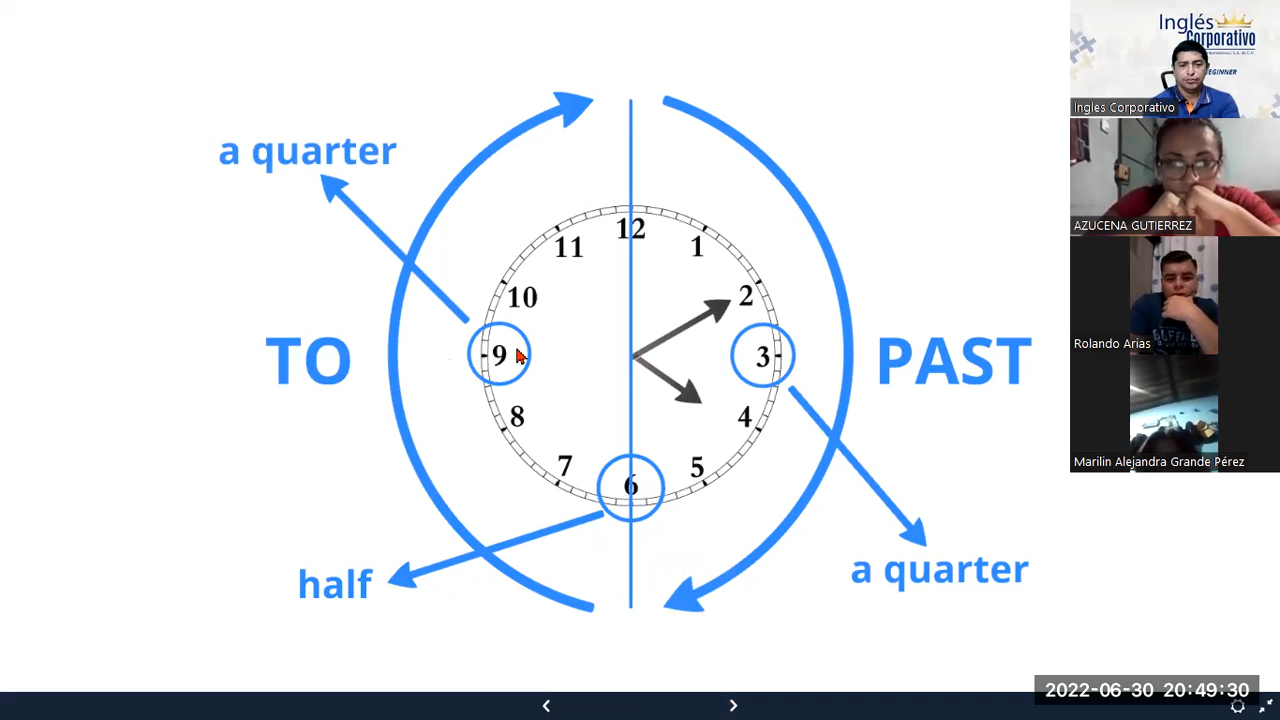 a quarter
TO
PAST
12
1
2
3
4
5
6
7
8
9
10
11
half
a quarter
Inglés
Corporativo
Ingles Corporativo
AZUCENA GUTIERREZ
Rolando Arias
Marilin Alejandra Grande Pérez
2022-06-30 20:49:30